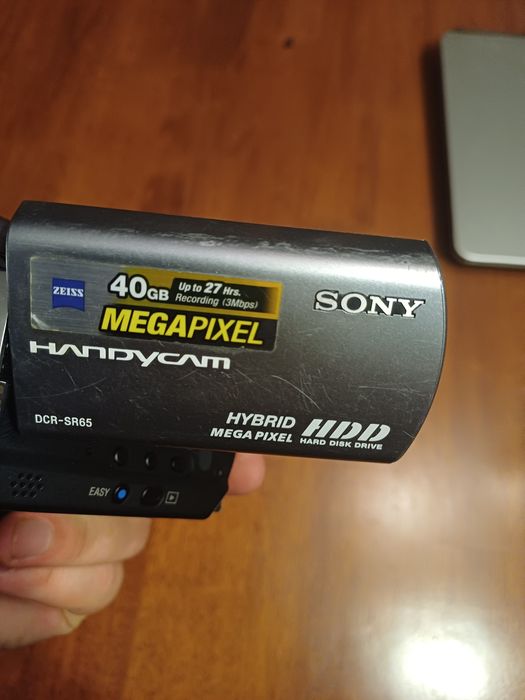 ZEISS
40GB Up to 27 Hrs.
Recording (3Mbps)
MEGAPIXEL
SONY
HANDYCAM
DCR-SR65
HYBRID HDD
MEGA PIXEL HARD DISK DRIVE
EASY